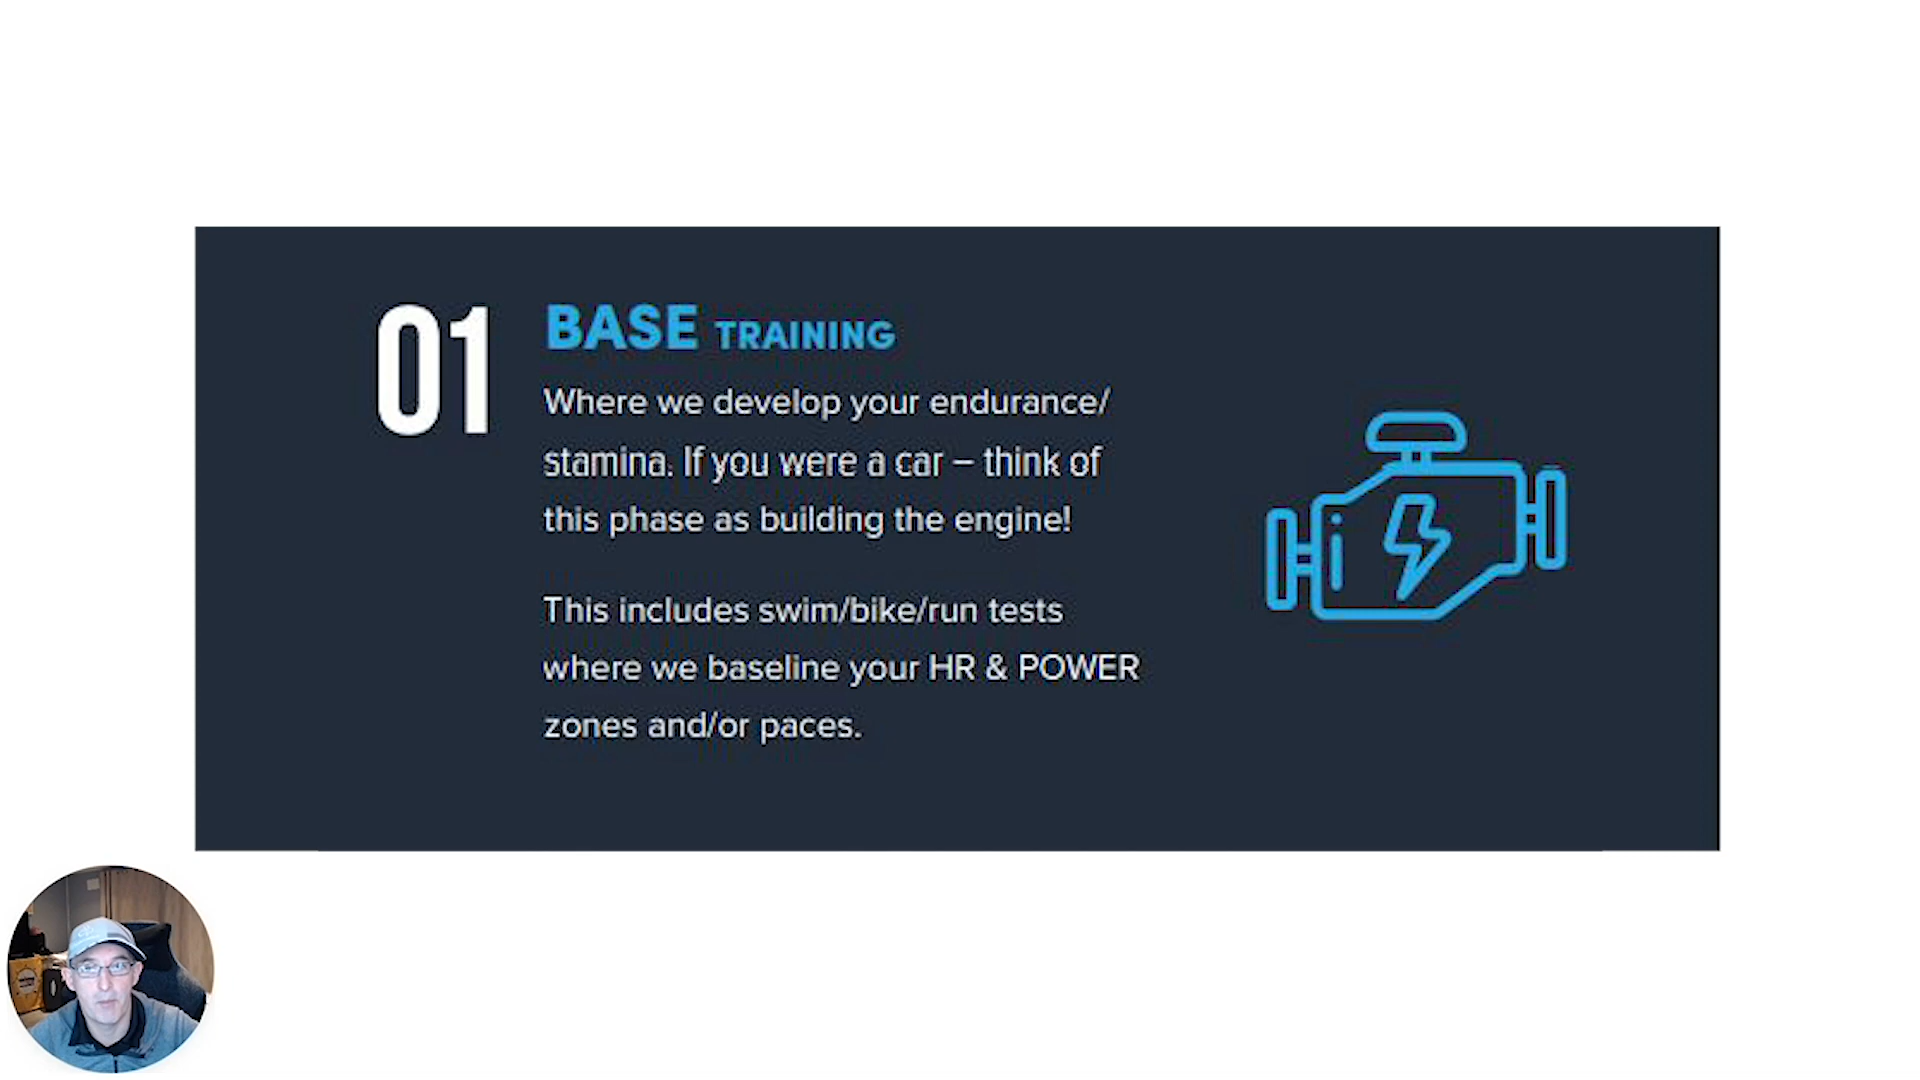 01
BASE TRAINING
Where we develop your endurance/
stamina. If you were a car – think of
this phase as building the engine!
This includes swim/bike/run tests
where we baseline your HR & POWER
zones and/or paces.